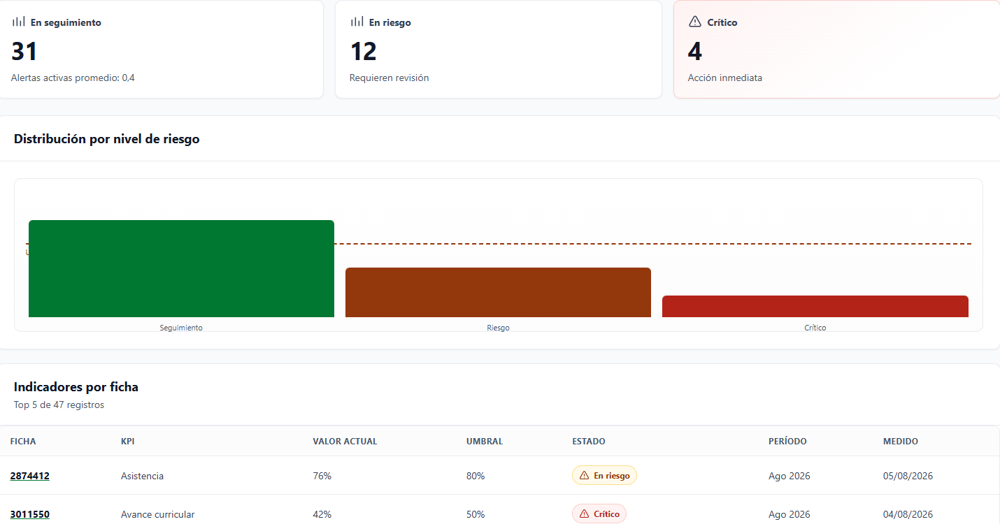 En seguimiento
31
Alertas activas promedio: 0,4
En riesgo
12
Requieren revisión
Crítico
4
Acción inmediata
Distribución por nivel de riesgo
Seguimiento Riesgo Crítico
Indicadores por ficha
Top 5 de 47 registros
FICHA KPI VALOR ACTUAL UMBRAL ESTADO PERÍODO MEDIDO
2874412 Asistencia 76% 80% En riesgo Ago 2026 05/08/2026
3011550 Avance curricular 42% 50% Crítico Ago 2026 04/08/2026